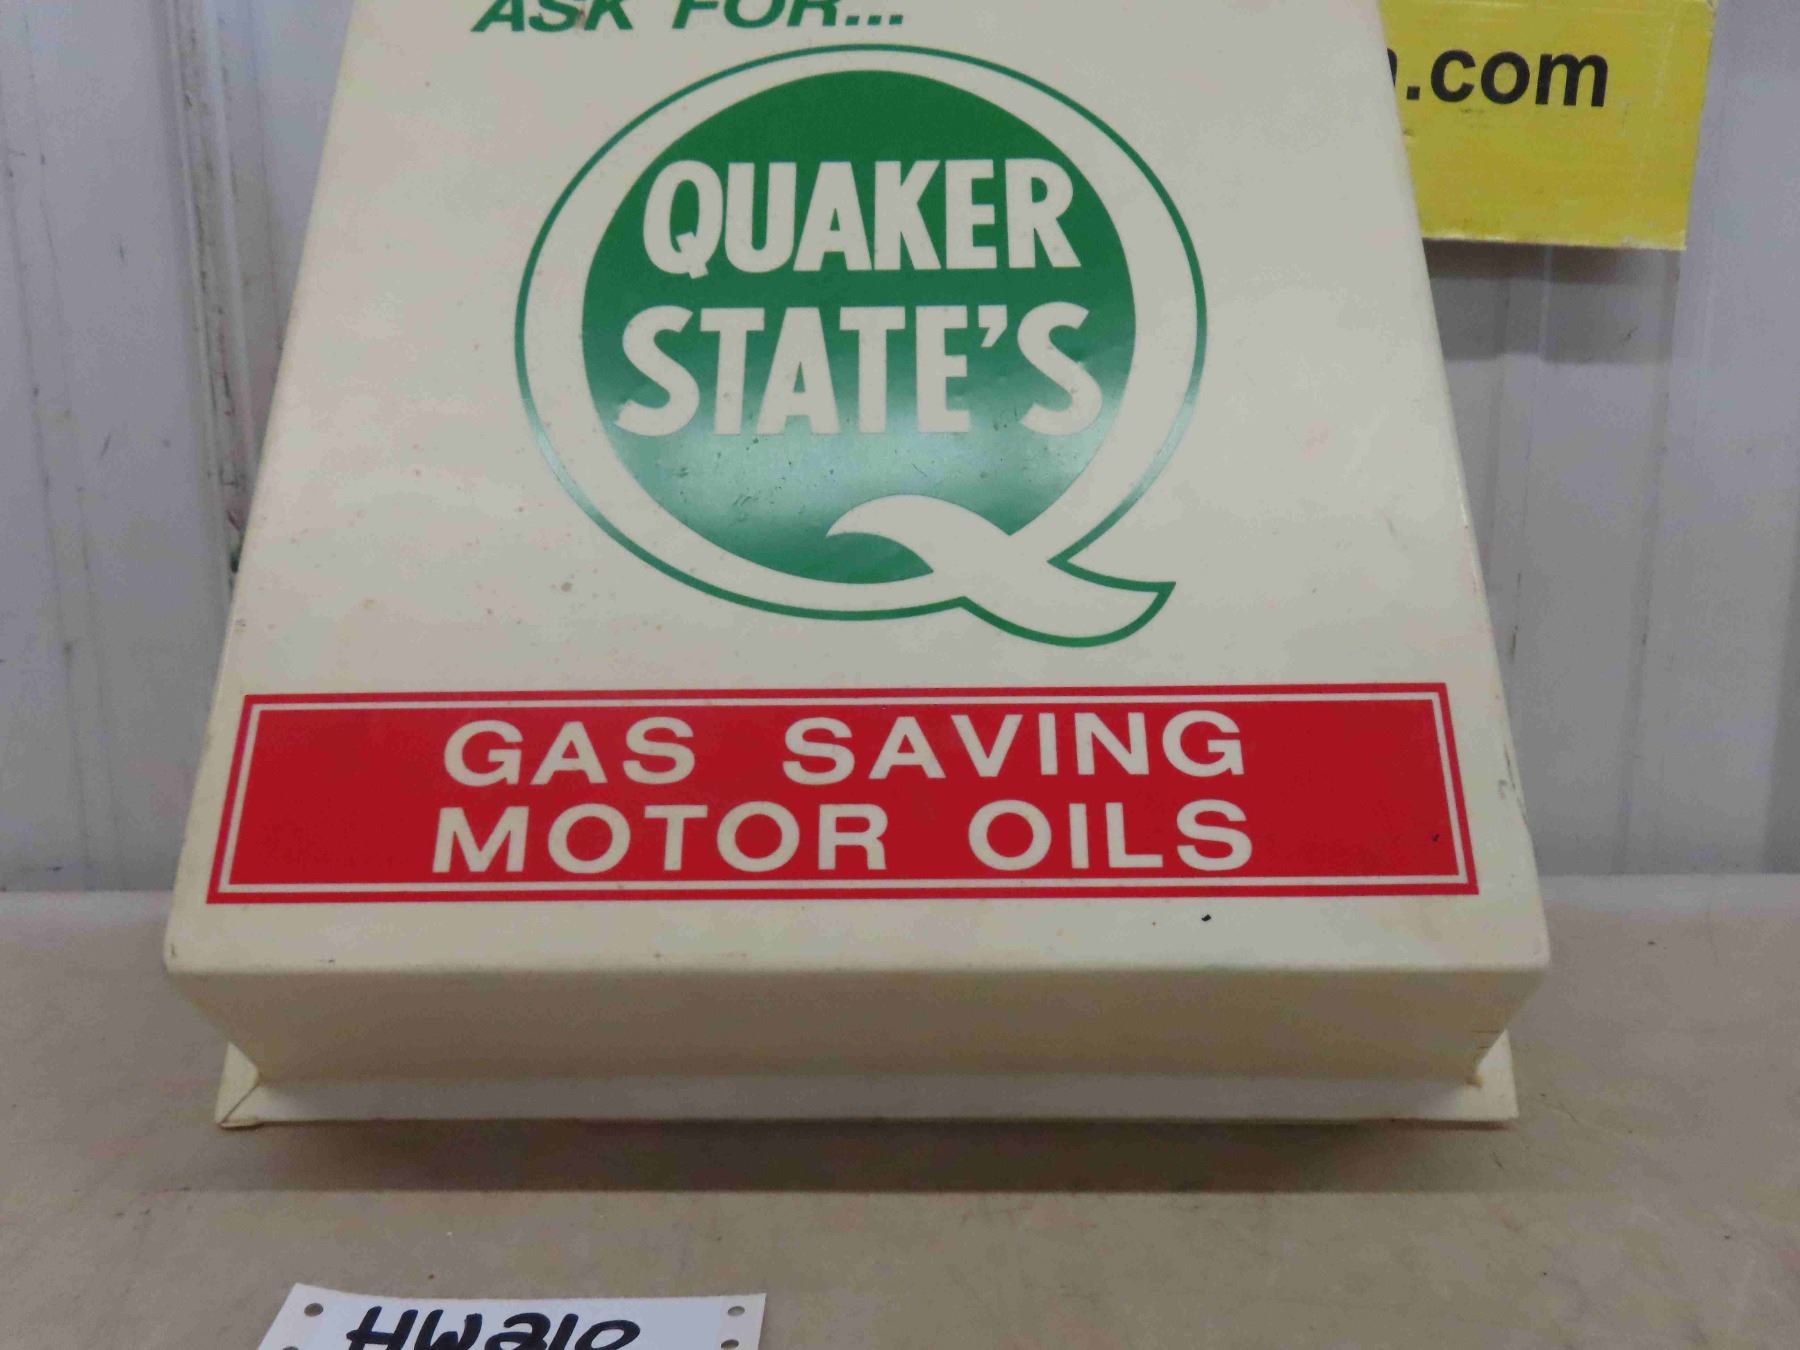 ASK FOR...
.com
QUAKER
STATE'S
GAS SAVING
MOTOR OILS
HW210